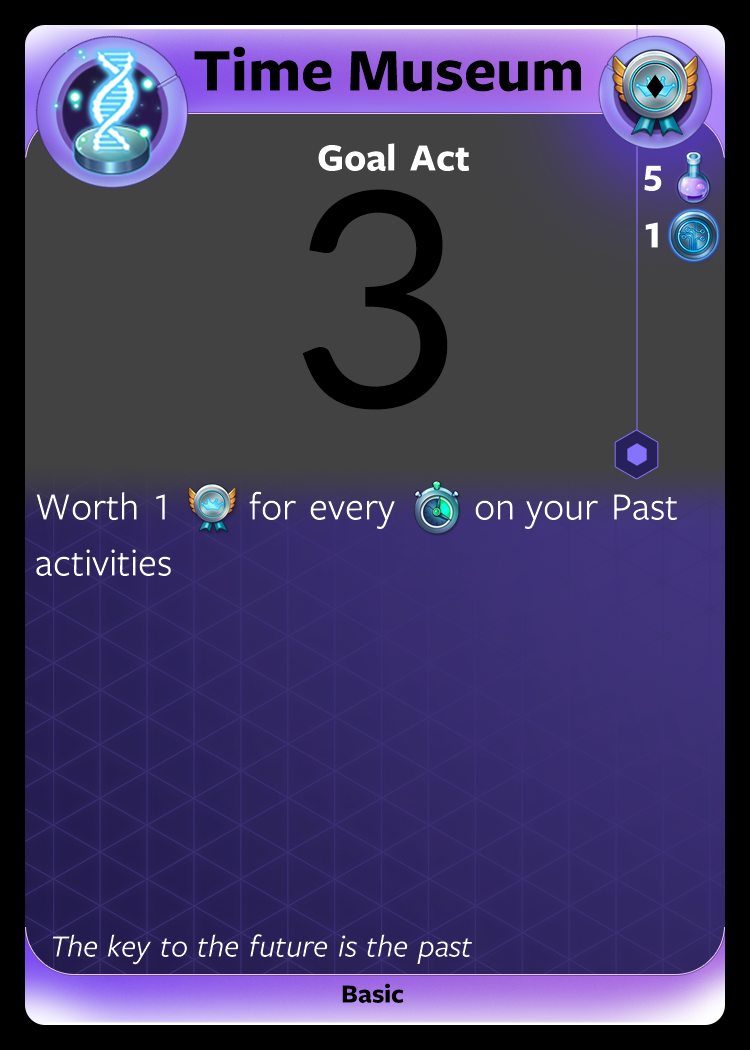 Time Museum
Goal Act
5
1
3
Worth 1 for every on your Past
activities
The key to the future is the past
Basic